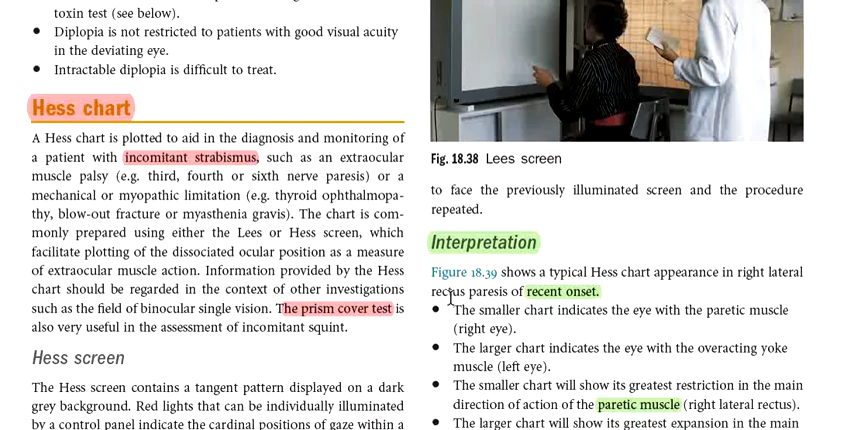 toxin test (see below).
● Diplopia is not restricted to patients with good visual acuity
in the deviating eye.
● Intractable diplopia is difficult to treat.
Hess chart
A Hess chart is plotted to aid in the diagnosis and monitoring of
a patient with incomitant strabismus, such as an extraocular
muscle palsy (e.g. third, fourth or sixth nerve paresis) or a
mechanical or myopathic limitation (e.g. thyroid ophthalmopa-
thy, blow-out fracture or myasthenia gravis). The chart is com-
monly prepared using either the Lees or Hess screen, which
facilitate plotting of the dissociated ocular position as a measure
of extraocular muscle action. Information provided by the Hess
chart should be regarded in the context of other investigations
such as the field of binocular single vision. The prism cover test is
also very useful in the assessment of incomitant squint.
Hess screen
The Hess screen contains a tangent pattern displayed on a dark
grey background. Red lights that can be individually illuminated
by a control panel indicate the cardinal positions of gaze within a
Fig. 18.38 Lees screen
to face the previously illuminated screen and the procedure
repeated.
Interpretation
Figure 18.39 shows a typical Hess chart appearance in right lateral
rectus paresis of recent onset.
● The smaller chart indicates the eye with the paretic muscle
(right eye).
● The larger chart indicates the eye with the overacting yoke
muscle (left eye).
● The smaller chart will show its greatest restriction in the main
direction of action of the paretic muscle (right lateral rectus).
● The larger chart will show its greatest expansion in the main